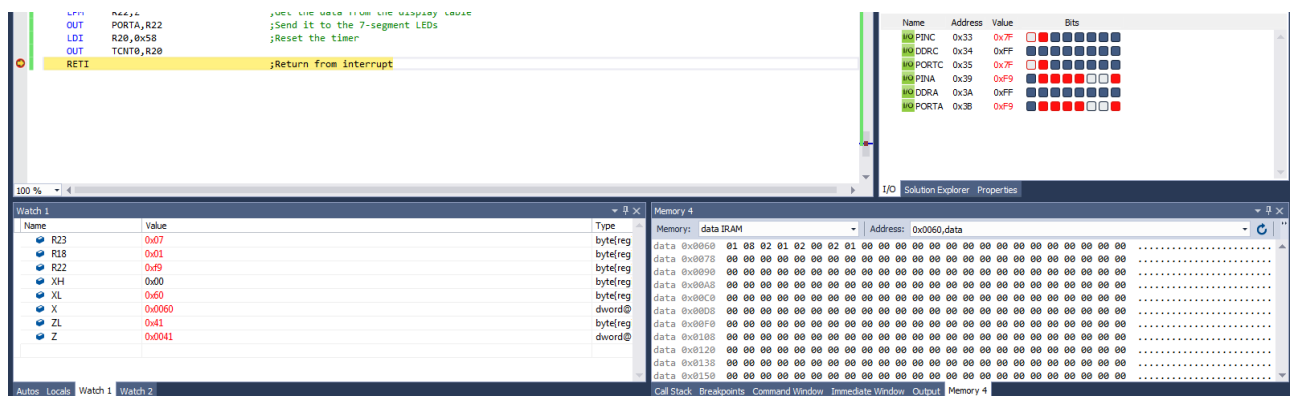 LPM R22,Z ;Get the data from the display table
OUT PORTA,R22 ;Send it to the 7-segment LEDs
LDI R20,0x58 ;Reset the timer
OUT TCNT0,R20
RETI ;Return from interrupt
100 %
Name Address Value Bits
I/O PINC 0x33 0x7F
I/O DDRC 0x34 0xFF
I/O PORTC 0x35 0x7F
I/O PINA 0x39 0xF9
I/O DDRA 0x3A 0xFF
I/O PORTA 0x3B 0xF9
I/O Solution Explorer Properties
Watch 1
Name Value Type
R23 0x07 byte{reg
R18 0x01 byte{reg
R22 0xf9 byte{reg
XH 0x00 byte{reg
XL 0x60 byte{reg
X 0x0060 dword@
ZL 0x41 byte{reg
Z 0x0041 dword@
Autos Locals Watch 1 Watch 2
Memory 4
Memory: data IRAM Address: 0x0060,data
data 0x0060 01 08 02 01 02 00 02 01 00 00 00 00 00 00 00 00 00 00 00 00 00 00 00 00 ........................
data 0x0078 00 00 00 00 00 00 00 00 00 00 00 00 00 00 00 00 00 00 00 00 00 00 00 00 ........................
data 0x0090 00 00 00 00 00 00 00 00 00 00 00 00 00 00 00 00 00 00 00 00 00 00 00 00 ........................
data 0x00A8 00 00 00 00 00 00 00 00 00 00 00 00 00 00 00 00 00 00 00 00 00 00 00 00 ........................
data 0x00C0 00 00 00 00 00 00 00 00 00 00 00 00 00 00 00 00 00 00 00 00 00 00 00 00 ........................
data 0x00D8 00 00 00 00 00 00 00 00 00 00 00 00 00 00 00 00 00 00 00 00 00 00 00 00 ........................
data 0x00F0 00 00 00 00 00 00 00 00 00 00 00 00 00 00 00 00 00 00 00 00 00 00 00 00 ........................
data 0x0108 00 00 00 00 00 00 00 00 00 00 00 00 00 00 00 00 00 00 00 00 00 00 00 00 ........................
data 0x0120 00 00 00 00 00 00 00 00 00 00 00 00 00 00 00 00 00 00 00 00 00 00 00 00 ........................
data 0x0138 00 00 00 00 00 00 00 00 00 00 00 00 00 00 00 00 00 00 00 00 00 00 00 00 ........................
data 0x0150 00 00 00 00 00 00 00 00 00 00 00 00 00 00 00 00 00 00 00 00 00 00 00 00 ........................
Call Stack Breakpoints Command Window Immediate Window Output Memory 4